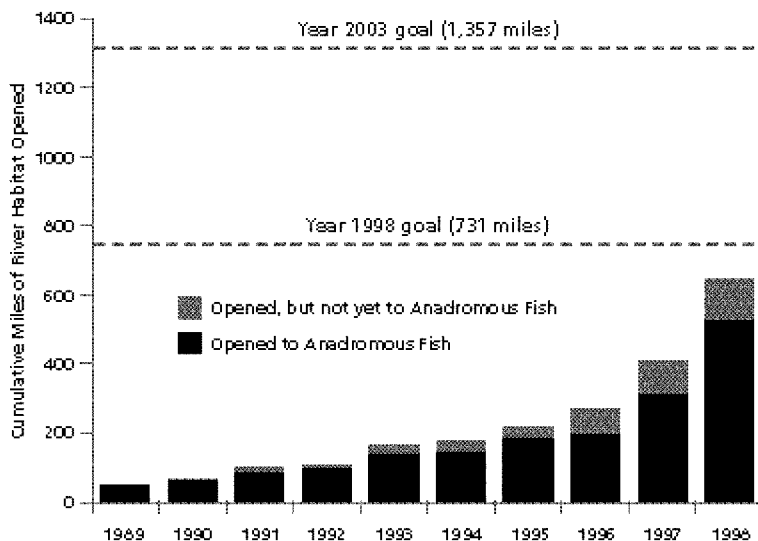 Cumulative Miles of River Habitat Opened
1400
1200
1000
800
600
400
200
0
Year 2003 goal (1,357 miles)
Year 1998 goal (731 miles)
Opened, but not yet to Anadromous Fish
Opened to Anadromous Fish
1989 1990 1991 1992 1993 1994 1995 1996 1997 1998